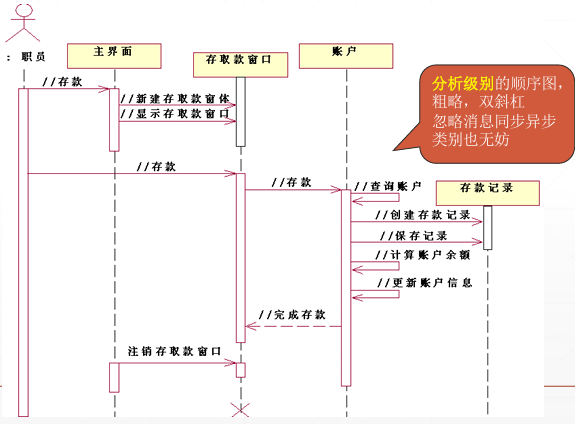 ：职员
主界面
存取款窗口
账户
//存款
//新建存取款窗体
//显示存取款窗口
分析级别的顺序图，
粗略，双斜杠
忽略消息同步异步
类别也无妨
//存款
//存款
//查询账户
存款记录
//创建存款记录
//保存记录
//计算账户余额
//更新账户信息
//完成存款
注销存取款窗口